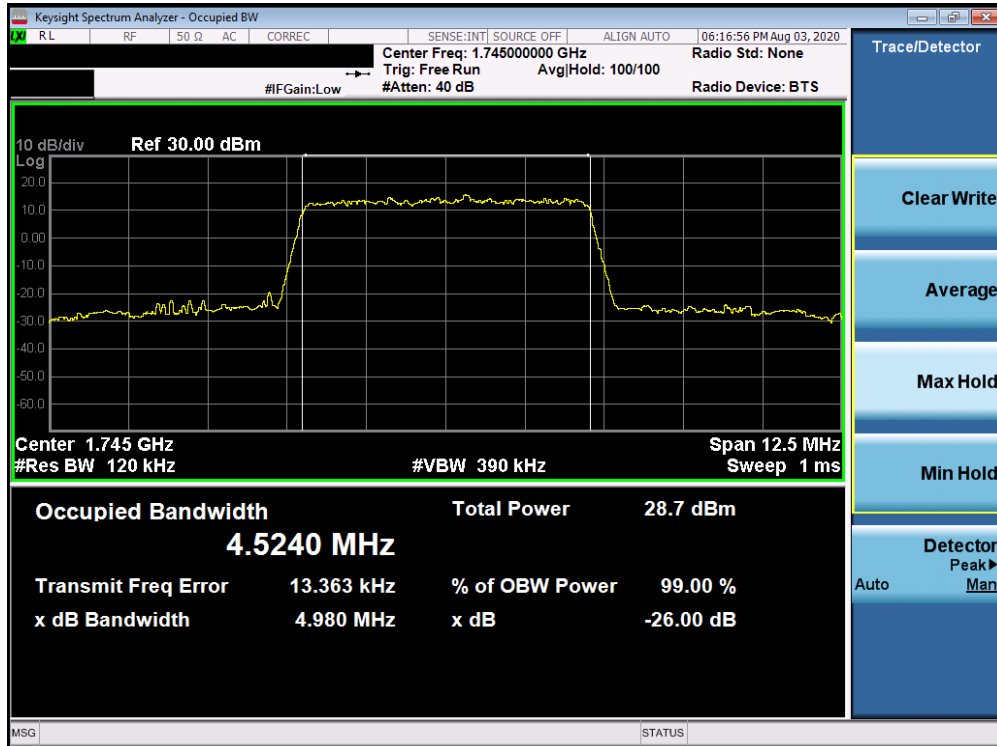 Keysight Spectrum Analyzer - Occupied BW
LXI RL RF 50 Ω AC CORREC SENSE:INT SOURCE OFF ALIGN AUTO 06:16:56 PM Aug 03, 2020
Center Freq: 1.745000000 GHz Radio Std: None
Trig: Free Run Avg|Hold: 100/100
#IFGain:Low #Atten: 40 dB Radio Device: BTS
Trace/Detector
10 dB/div Ref 30.00 dBm
Log
20.0
10.0
0.00
-10.0
-20.0
-30.0
-40.0
-50.0
-60.0
Center 1.745 GHz Span 12.5 MHz
#Res BW 120 kHz #VBW 390 kHz Sweep 1 ms
Occupied Bandwidth Total Power 28.7 dBm
4.5240 MHz
Transmit Freq Error 13.363 kHz % of OBW Power 99.00 %
x dB Bandwidth 4.980 MHz x dB -26.00 dB
Clear Write
Average
Max Hold
Min Hold
Detector
Peak▶
Auto Man
MSG STATUS